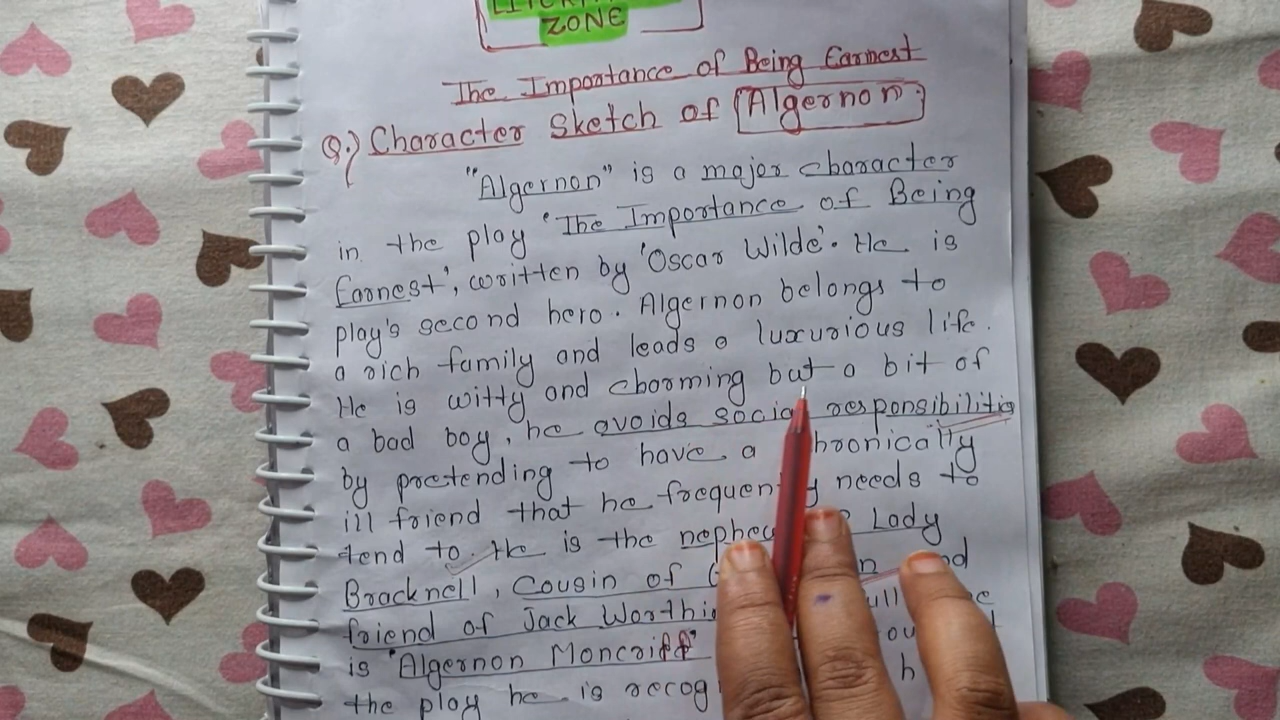 ZONE
The Importance of Being Earnest
Q.) Character Sketch of Algernon.
"Algernon" is a major character
in the play 'The Importance of Being
Earnest', written by 'Oscar Wilde'. He is
play's second hero. Algernon belongs to
a rich family and leads a luxurious life.
He is witty and charming but a bit of
a bad boy, he avoids social responsibilitie
by pretending to have a chronically
ill friend that he frequently needs to
tend to. He is the nephew Lady
Bracknell, Cousin of
friend of Jack
is "Algernon Moncriff"
the play he is